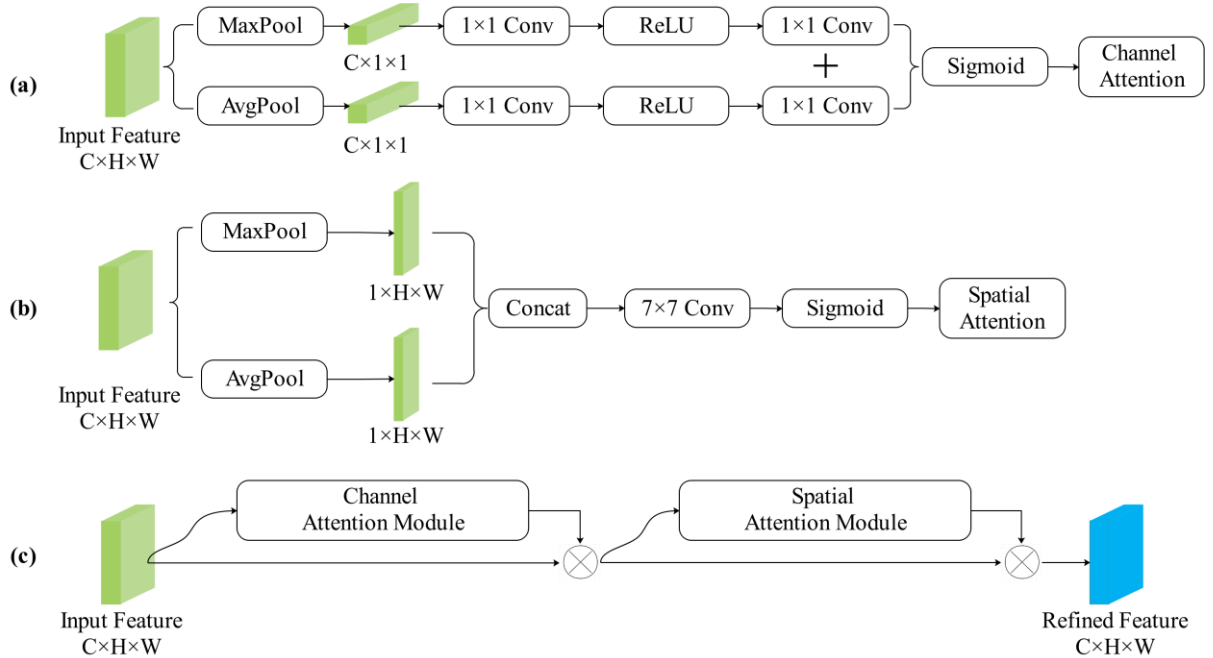 MaxPool
C×1×1
1×1 Conv
ReLU
1×1 Conv
+
(a)
Sigmoid
Channel
Attention
AvgPool
C×1×1
1×1 Conv
ReLU
1×1 Conv
Input Feature
C×H×W
MaxPool
1×H×W
(b)
Concat
7×7 Conv
Sigmoid
Spatial
Attention
AvgPool
1×H×W
Input Feature
C×H×W
Channel
Attention Module
Spatial
Attention Module
(c)
Input Feature
C×H×W
Refined Feature
C×H×W